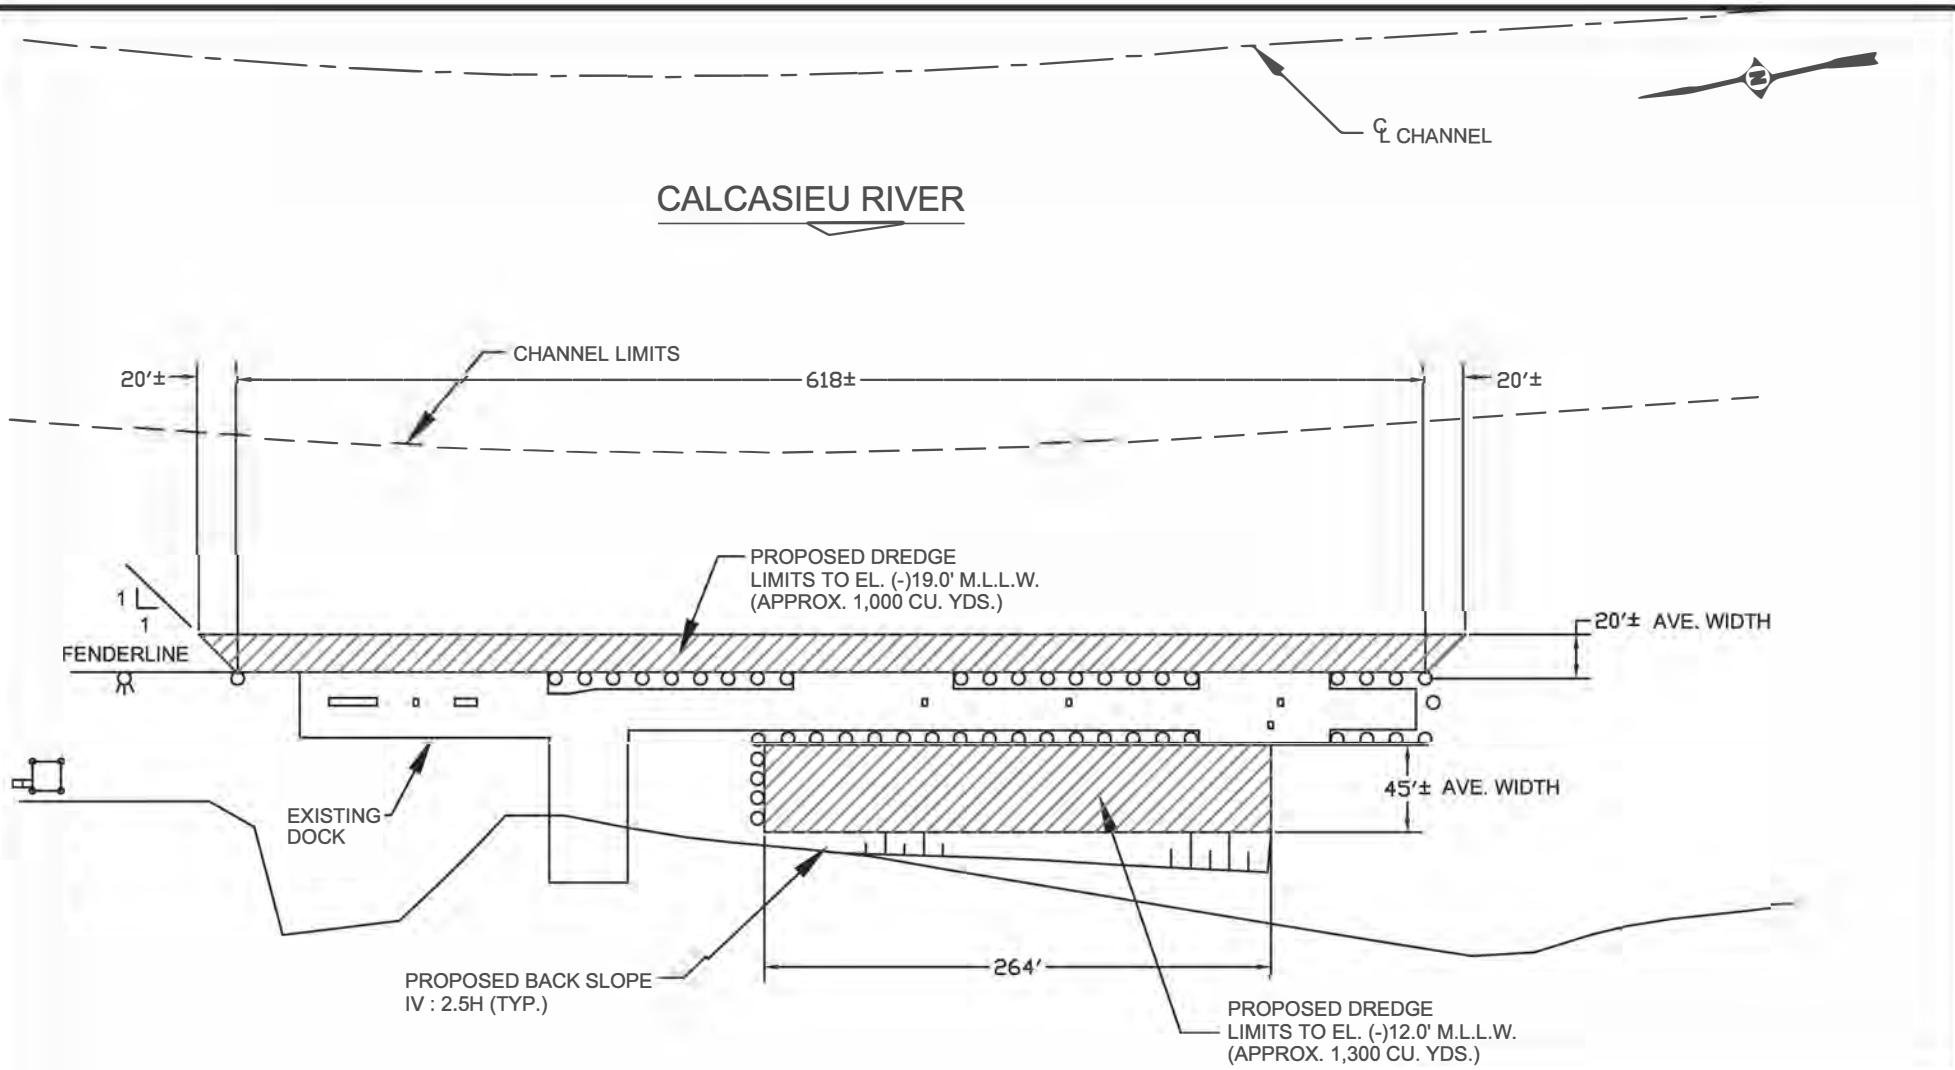 N
℄ CHANNEL
CALCASIEU RIVER
CHANNEL LIMITS
20'±
618±
20'±
PROPOSED DREDGE
LIMITS TO EL. (-)19.0' M.L.L.W.
(APPROX. 1,000 CU. YDS.)
1
1
20'± AVE. WIDTH
FENDERLINE
45'± AVE. WIDTH
EXISTING
DOCK
264'
PROPOSED BACK SLOPE
IV : 2.5H (TYP.)
PROPOSED DREDGE
LIMITS TO EL. (-)12.0' M.L.L.W.
(APPROX. 1,300 CU. YDS.)